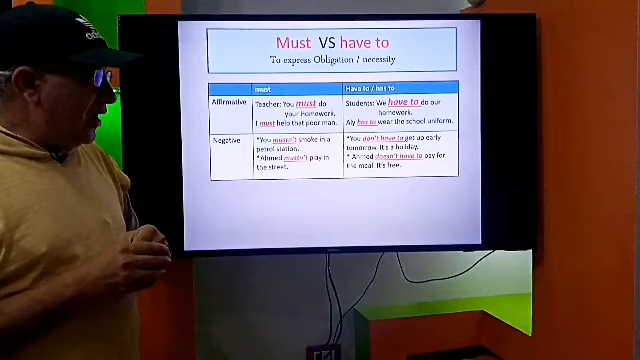 adidas
Must VS have to
To express Obligation / necessity
must
Have to / has to
Affirmative
Teacher: You must do
your Homework.
I must help that poor man.
Students: We have to do our
homework.
Aly has to wear the school uniform.
Negative
*You mustn't smoke in a
petrol station.
*Ahmed mustn't play in
the street.
*You don't have to get up early
tomorrow. It's a holiday.
* Ahmed doesn't have to pay for
the meal. It's free.